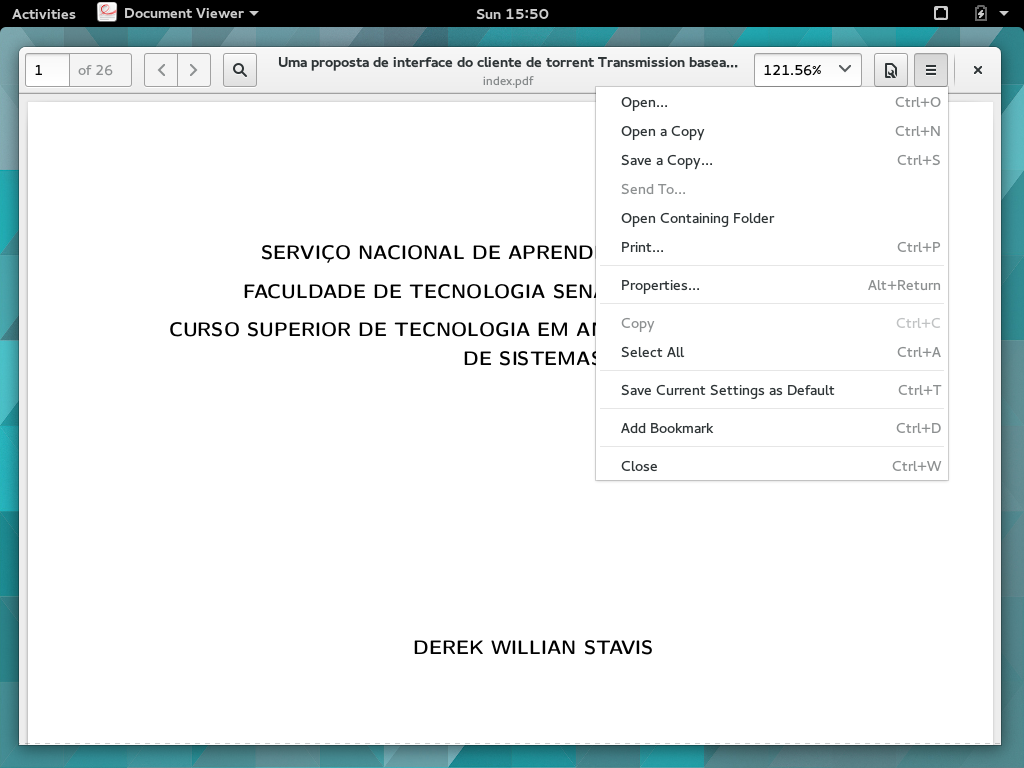 Activities Document Viewer Sun 15:50
1 of 26 Uma proposta de interface do cliente de torrent Transmission basea... 121.56%
index.pdf
Open... Ctrl+O
Open a Copy Ctrl+N
Save a Copy... Ctrl+S
Send To...
Open Containing Folder
Print... Ctrl+P
Properties... Alt+Return
Copy Ctrl+C
Select All Ctrl+A
Save Current Settings as Default Ctrl+T
Add Bookmark Ctrl+D
Close Ctrl+W
SERVIÇO NACIONAL DE APREND
FACULDADE DE TECNOLOGIA SENA
CURSO SUPERIOR DE TECNOLOGIA EM AN
DE SISTEMAS
DEREK WILLIAN STAVIS